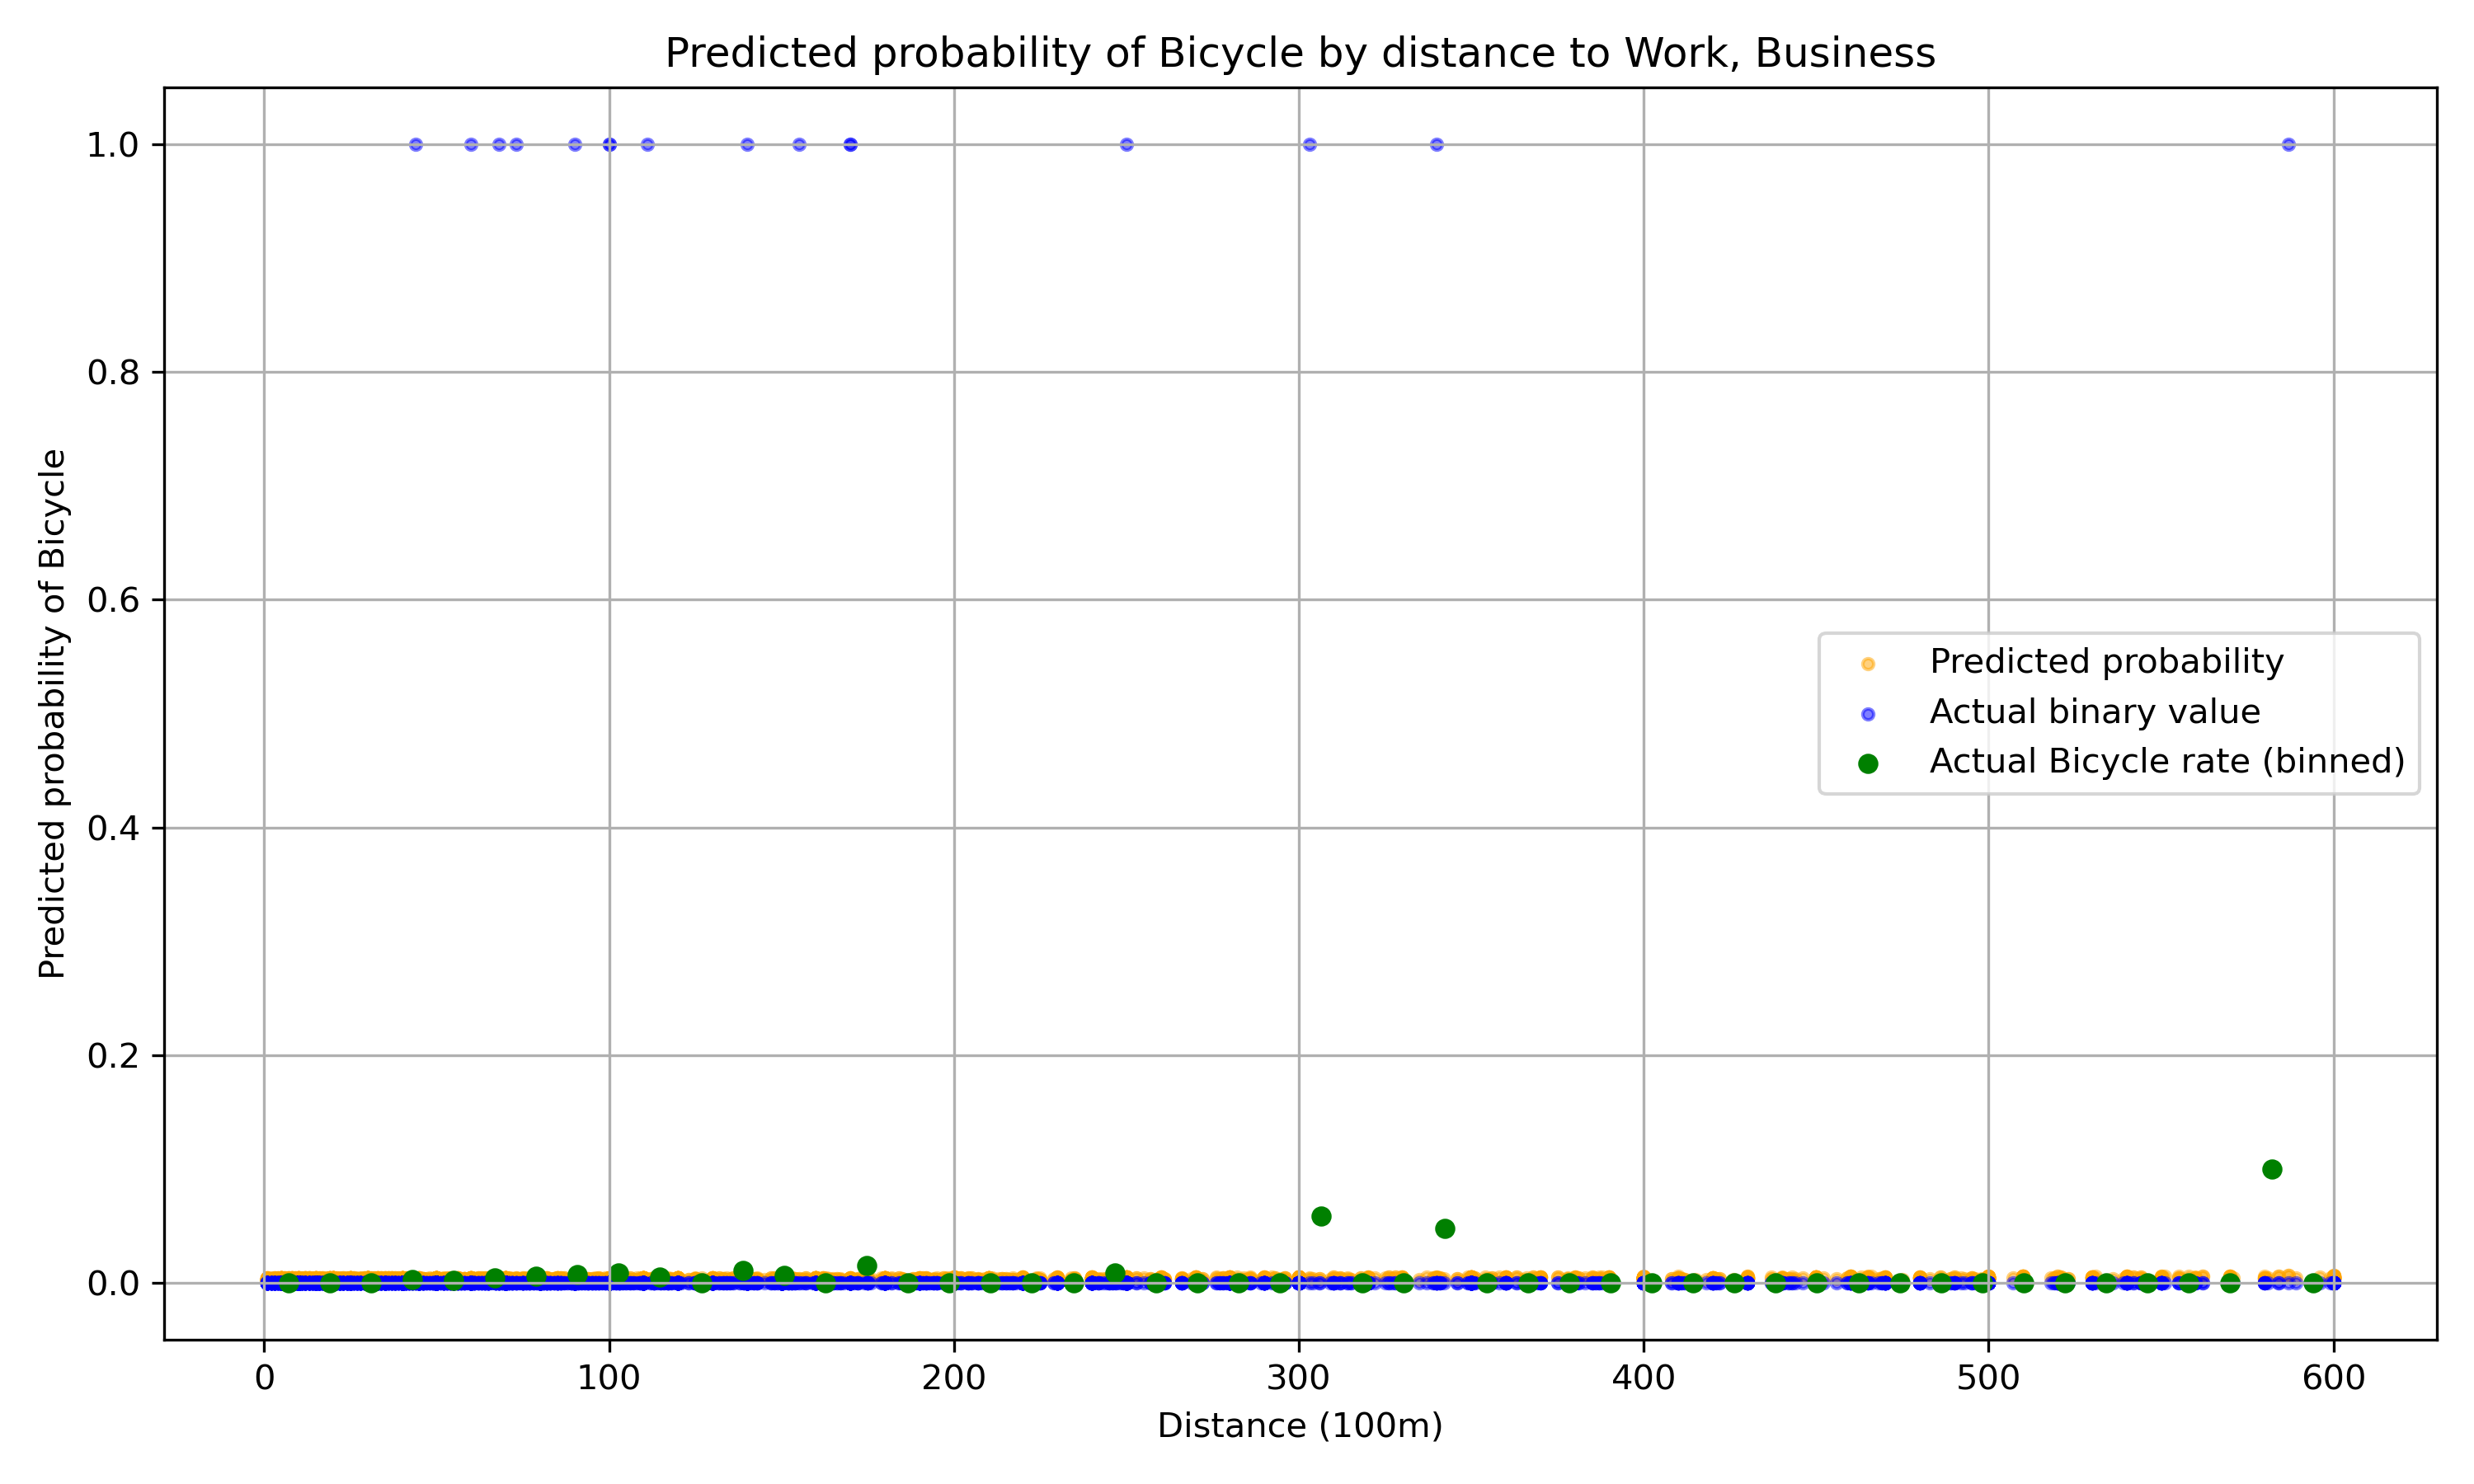 Predicted probability of Bicycle by distance to Work, Business
Predicted probability of Bicycle
1.0
0.8
0.6
0.4
0.2
0.0
Predicted probability
Actual binary value
Actual Bicycle rate (binned)
0 100 200 300 400 500 600
Distance (100m)